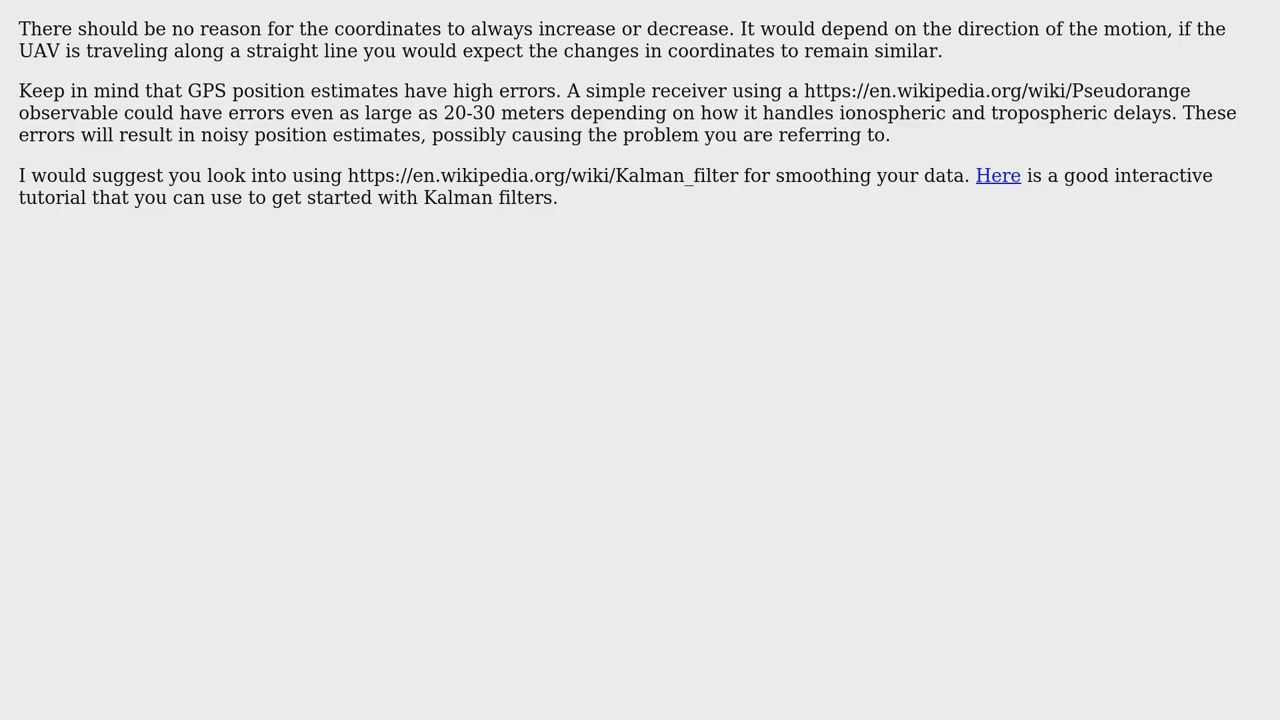 There should be no reason for the coordinates to always increase or decrease. It would depend on the direction of the motion, if the
UAV is traveling along a straight line you would expect the changes in coordinates to remain similar.
Keep in mind that GPS position estimates have high errors. A simple receiver using a https://en.wikipedia.org/wiki/Pseudorange
observable could have errors even as large as 20-30 meters depending on how it handles ionospheric and tropospheric delays. These
errors will result in noisy position estimates, possibly causing the problem you are referring to.
I would suggest you look into using https://en.wikipedia.org/wiki/Kalman_filter for smoothing your data. Here is a good interactive
tutorial that you can use to get started with Kalman filters.